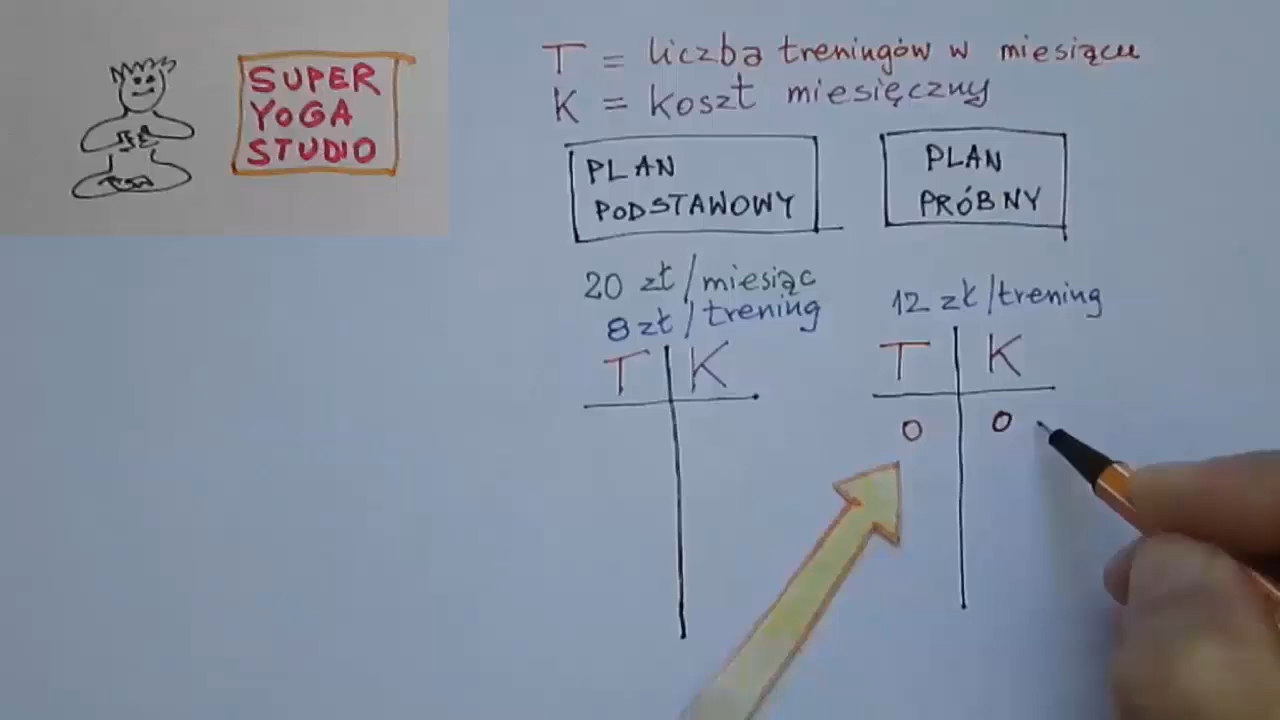 SUPER
YOGA
STUDIO
T = liczba treningów w miesiącu
K = koszt miesięczny
PLAN
PODSTAWOWY
20 zł/miesiąc
8 zł/trening
T K
PLAN
PRÓBNY
12 zł/trening
T K
0 0